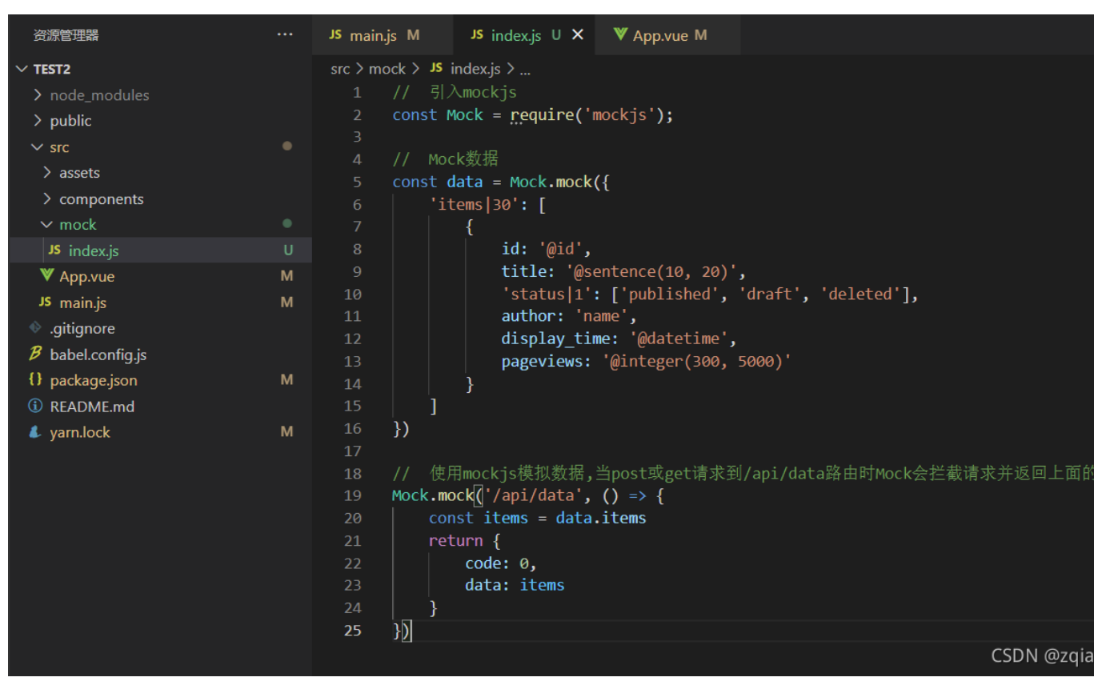 资源管理器 ···
JS main.js M JS index.js U × App.vue M
TEST2
src > mock > JS index.js > ...
node_modules
public
src
assets
components
mock
JS index.js U
App.vue M
JS main.js M
.gitignore
babel.config.js
{} package.json M
README.md
yarn.lock M
1 // 引入mockjs
2 const Mock = require('mockjs');
3
4 // Mock数据
5 const data = Mock.mock({
6 'items|30': [
7 {
8 id: '@id',
9 title: '@sentence(10, 20)',
10 'status|1': ['published', 'draft', 'deleted'],
11 author: 'name',
12 display_time: '@datetime',
13 pageviews: '@integer(300, 5000)'
14 }
15 ]
16 })
17
18 // 使用mockjs模拟数据,当post或get请求到/api/data路由时Mock会拦截请求并返回上面的
19 Mock.mock('/api/data', () => {
20 const items = data.items
21 return {
22 code: 0,
23 data: items
24 }
25 })
CSDN @zqia